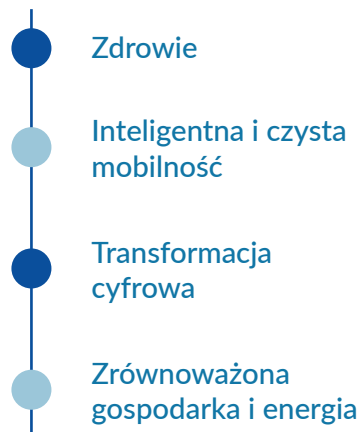 Zdrowie
Inteligentna i czysta
mobilność
Transformacja
cyfrowa
Zrównoważona
gospodarka i energia